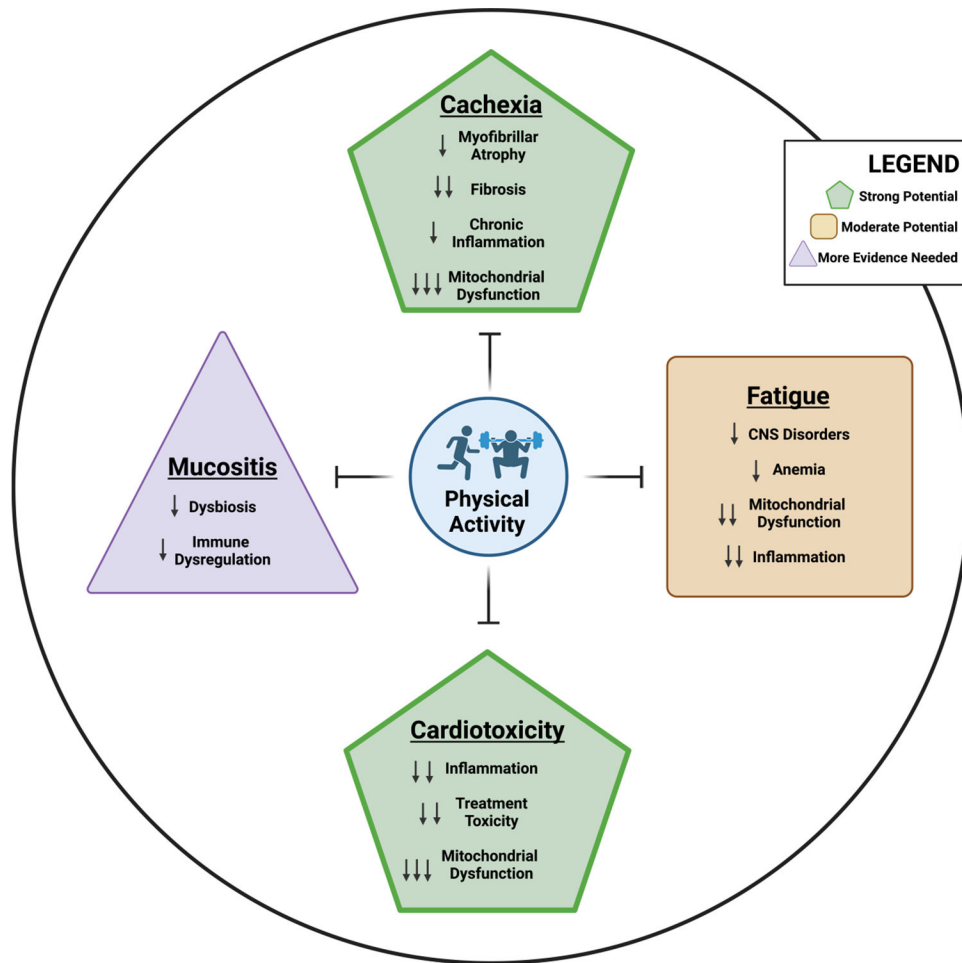 Cachexia
↓ Myofibrillar
Atrophy
↓↓ Fibrosis
↓ Chronic
Inflammation
↓↓↓ Mitochondrial
Dysfunction
LEGEND
Strong Potential
Moderate Potential
More Evidence Needed
Mucositis
↓ Dysbiosis
↓ Immune
Dysregulation
Physical
Activity
Fatigue
↓ CNS Disorders
↓ Anemia
↓↓ Mitochondrial
Dysfunction
↓↓ Inflammation
Cardiotoxicity
↓↓ Inflammation
↓↓ Treatment
Toxicity
↓↓↓ Mitochondrial
Dysfunction